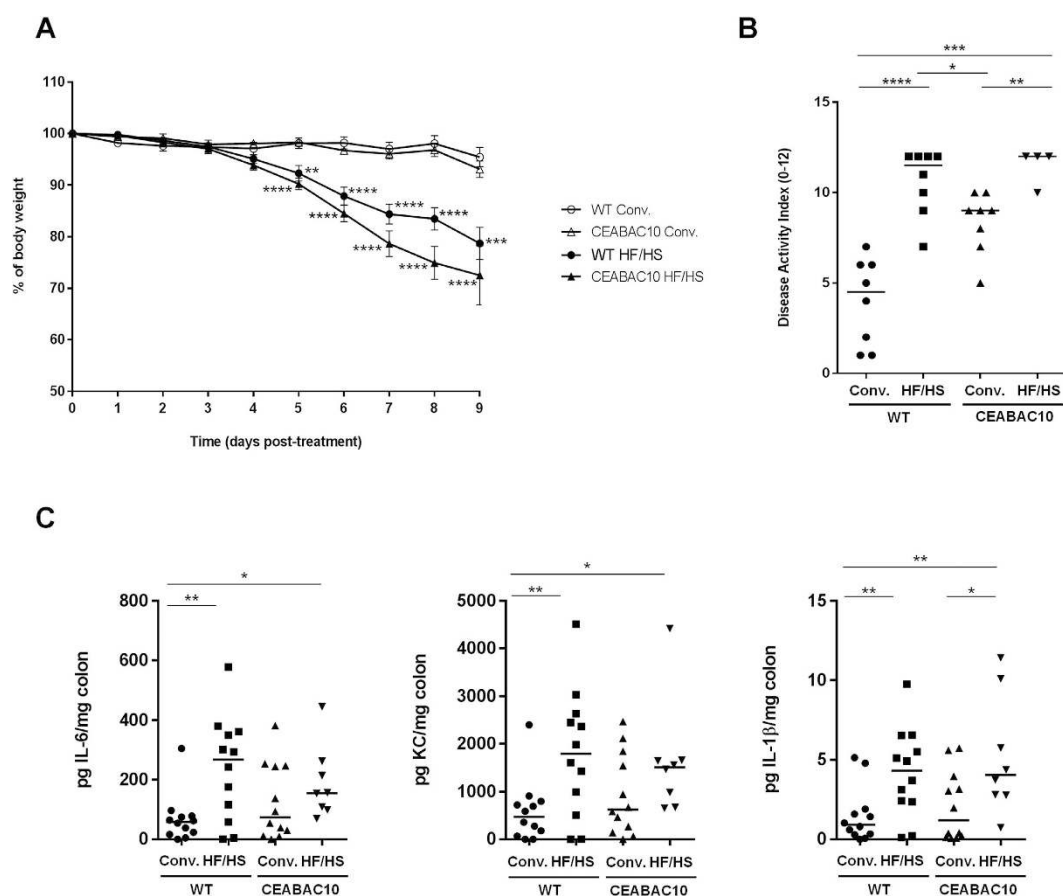 A
110
100
90
80
70
60
50
% of body weight
**
****
****
****
***
****
****
****
****
****
0 1 2 3 4 5 6 7 8 9
Time (days post-treatment)
WT Conv.
CEABAC10 Conv.
WT HF/HS
CEABAC10 HF/HS
B
***
*
****
**
15
10
5
0
Disease Activity Index (0-12)
Conv. HF/HS Conv. HF/HS
WT CEABAC10
C
*
**
800
600
400
200
0
pg IL-6/mg colon
Conv. HF/HS Conv. HF/HS
WT CEABAC10
*
**
5000
4000
3000
2000
1000
0
pg KC/mg colon
Conv. HF/HS Conv. HF/HS
WT CEABAC10
**
**
*
15
10
5
0
pg IL-1β/mg colon
Conv. HF/HS Conv. HF/HS
WT CEABAC10